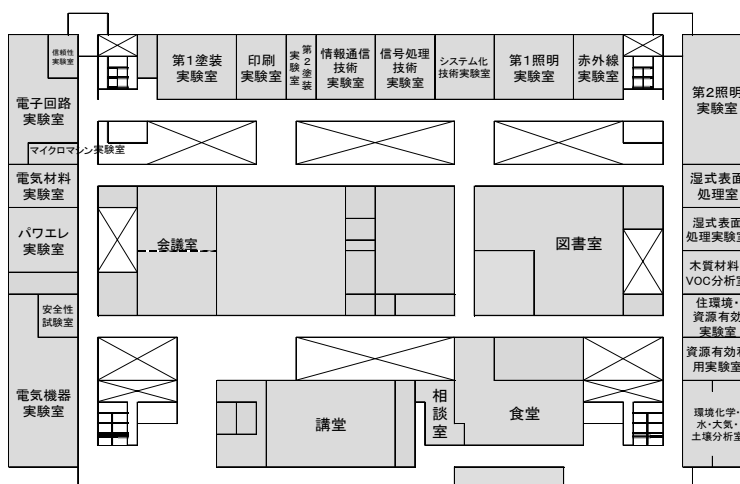 信頼性
実験室
電子回路
実験室
マイクロマシン実験室
電気材料
実験室
パワエレ
実験室
安全性
試験室
電気機器
実験室
第1塗装
実験室
印刷
実験室
第2塗装
実験室
情報通信
技術
実験室
信号処理
技術
実験室
システム化
技術実験室
第1照明
実験室
赤外線
実験室
会議室
図書室
講堂
相談室
食堂
第2照明
実験室
湿式表面
処理室
湿式表面
処理実験室
木質材料
VOC分析室
住環境・
資源有効
実験室
資源有効利
用実験室
環境化学・
水・大気・
土壌分析室